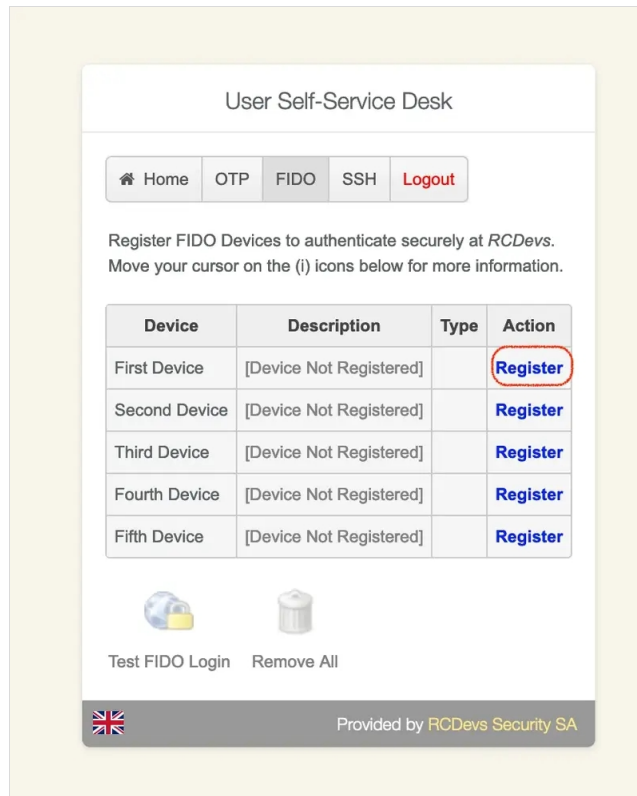 User Self-Service Desk
Home OTP FIDO SSH Logout
Register FIDO Devices to authenticate securely at RCDevs.
Move your cursor on the (i) icons below for more information.
Device Description Type Action
First Device [Device Not Registered] Register
Second Device [Device Not Registered] Register
Third Device [Device Not Registered] Register
Fourth Device [Device Not Registered] Register
Fifth Device [Device Not Registered] Register
Test FIDO Login Remove All
Provided by RCDevs Security SA